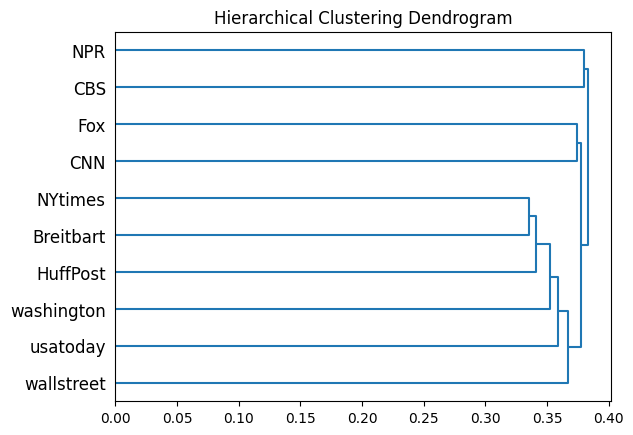 Hierarchical Clustering Dendrogram
NPR
CBS
Fox
CNN
NYtimes
Breitbart
HuffPost
washington
usatoday
wallstreet
0.00 0.05 0.10 0.15 0.20 0.25 0.30 0.35 0.40